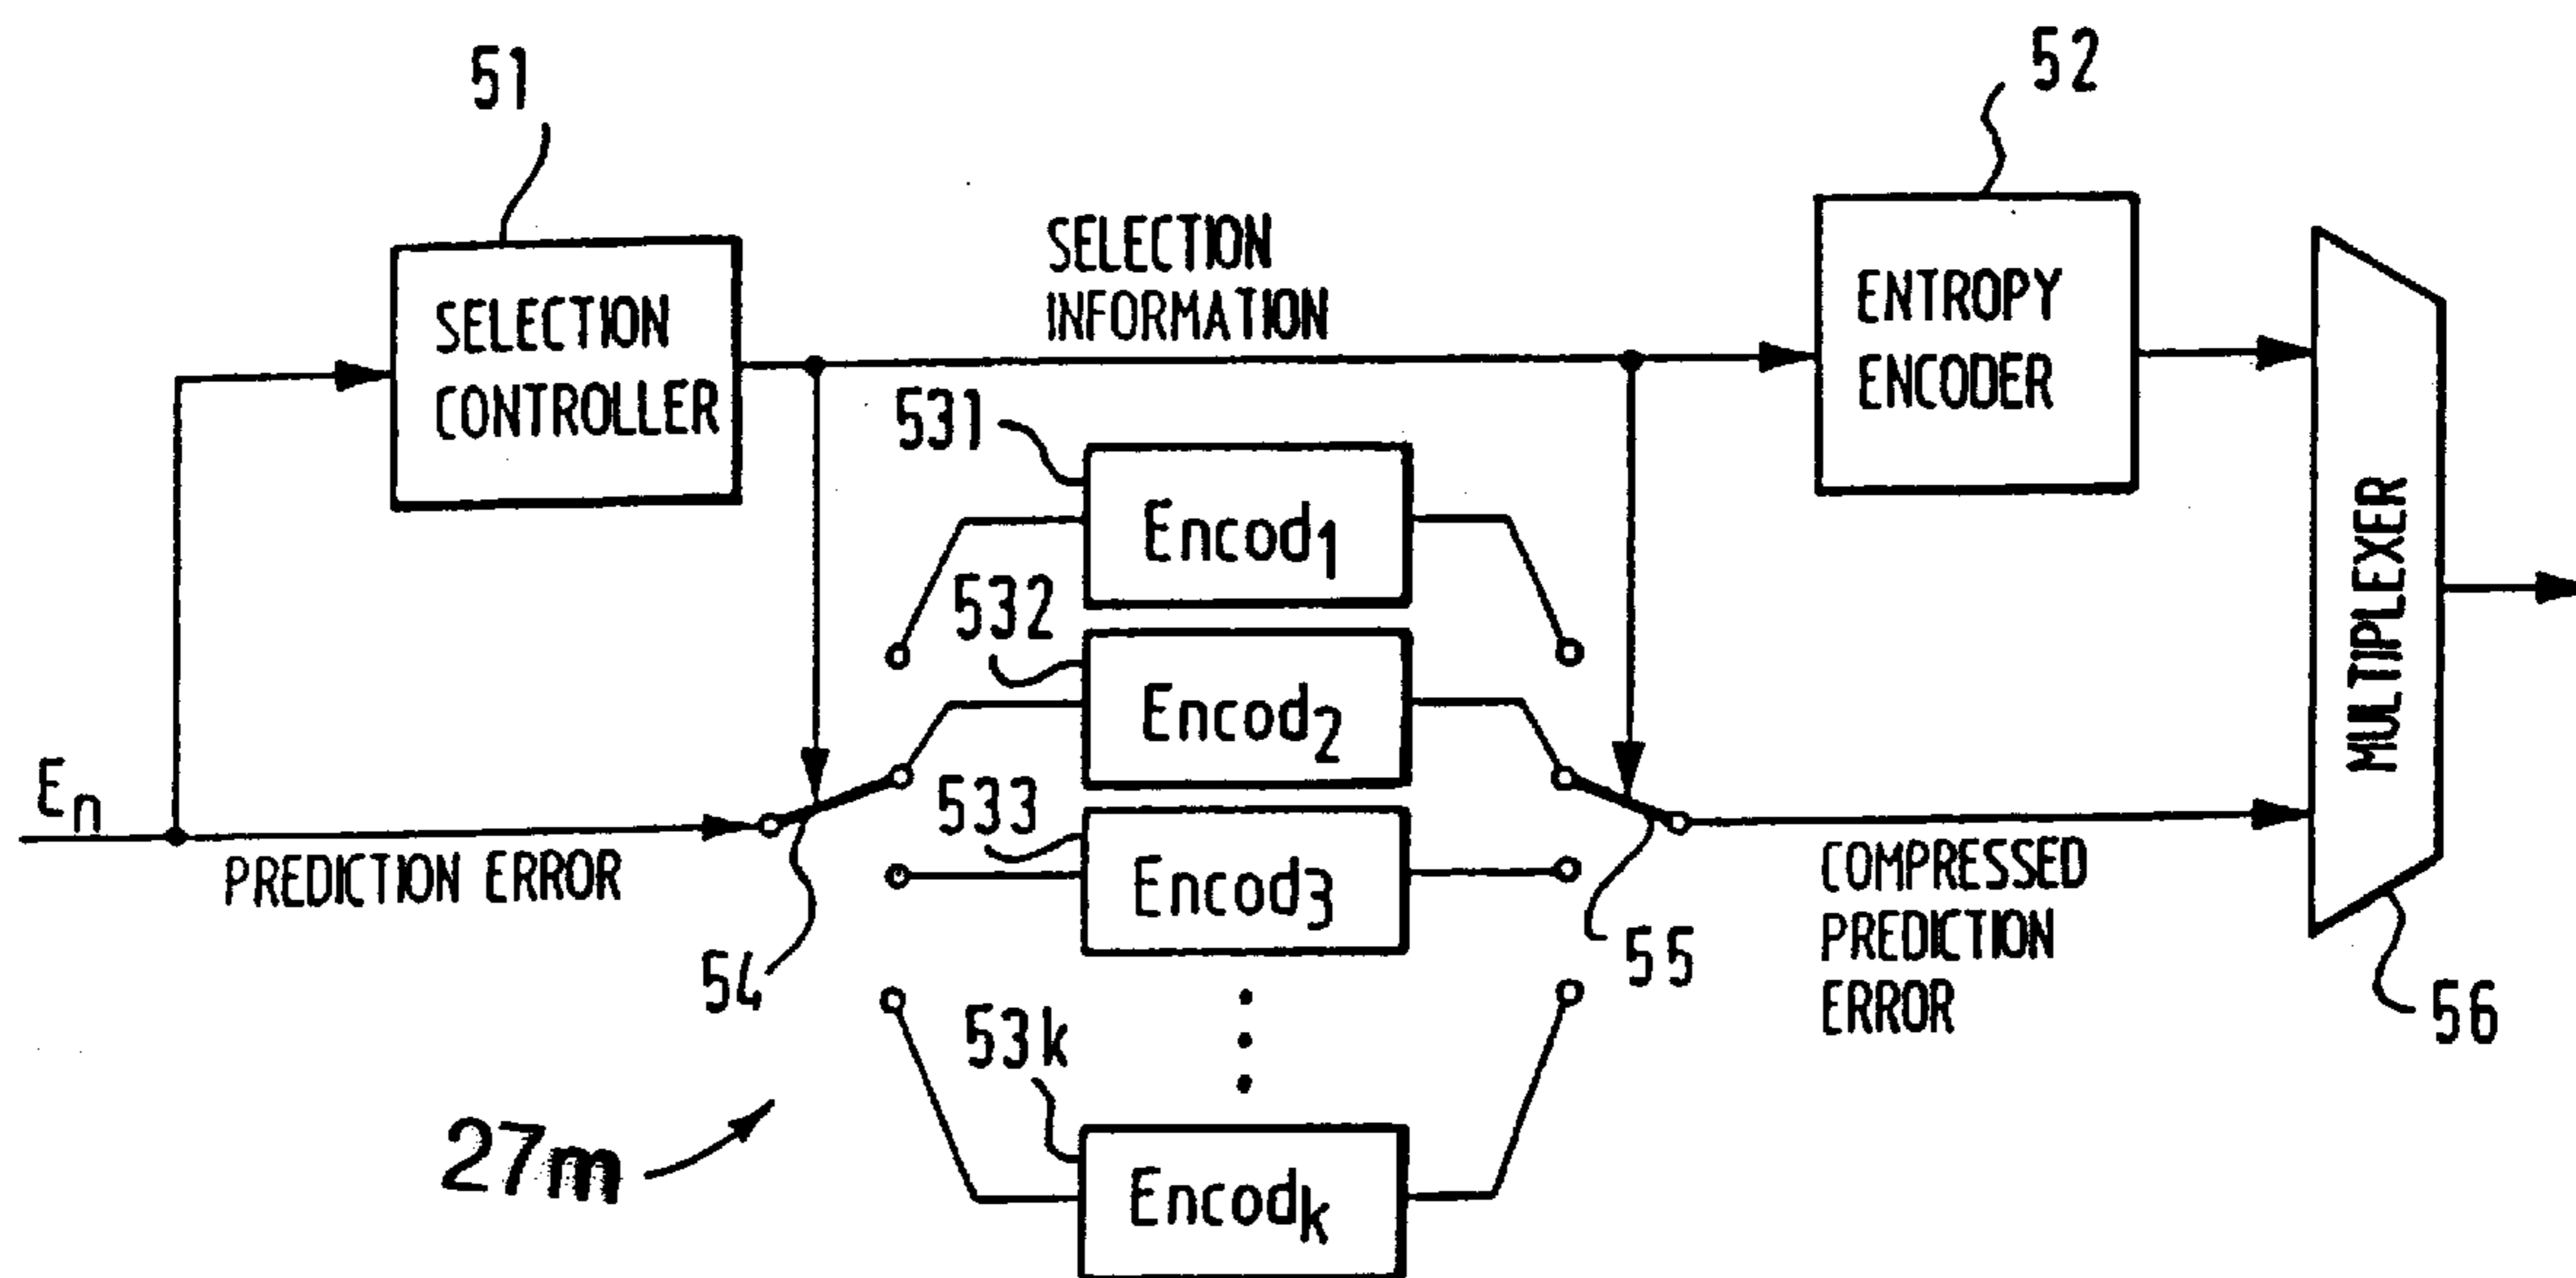 51
52
SELECTION
CONTROLLER
SELECTION
INFORMATION
ENTROPY
ENCODER
531
Encod1
532
Encod2
533
Encod3
53k
Encodk
En
PREDICTION ERROR
54
55
COMPRESSED
PREDICTION
ERROR
MULTIPLEXER
56
27m